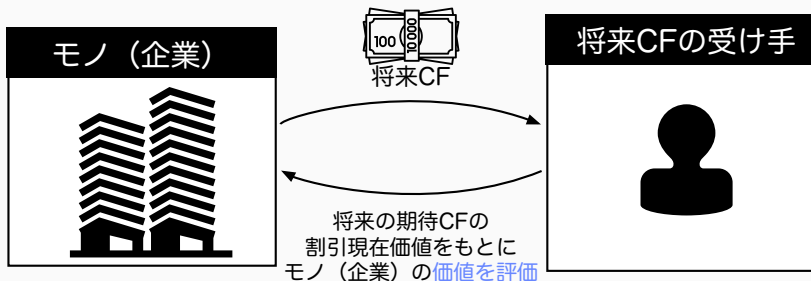 モノ（企業）
100
10,000
将来CF
将来CFの受け手
将来の期待CFの
割引現在価値をもとに
モノ（企業）の価値を評価